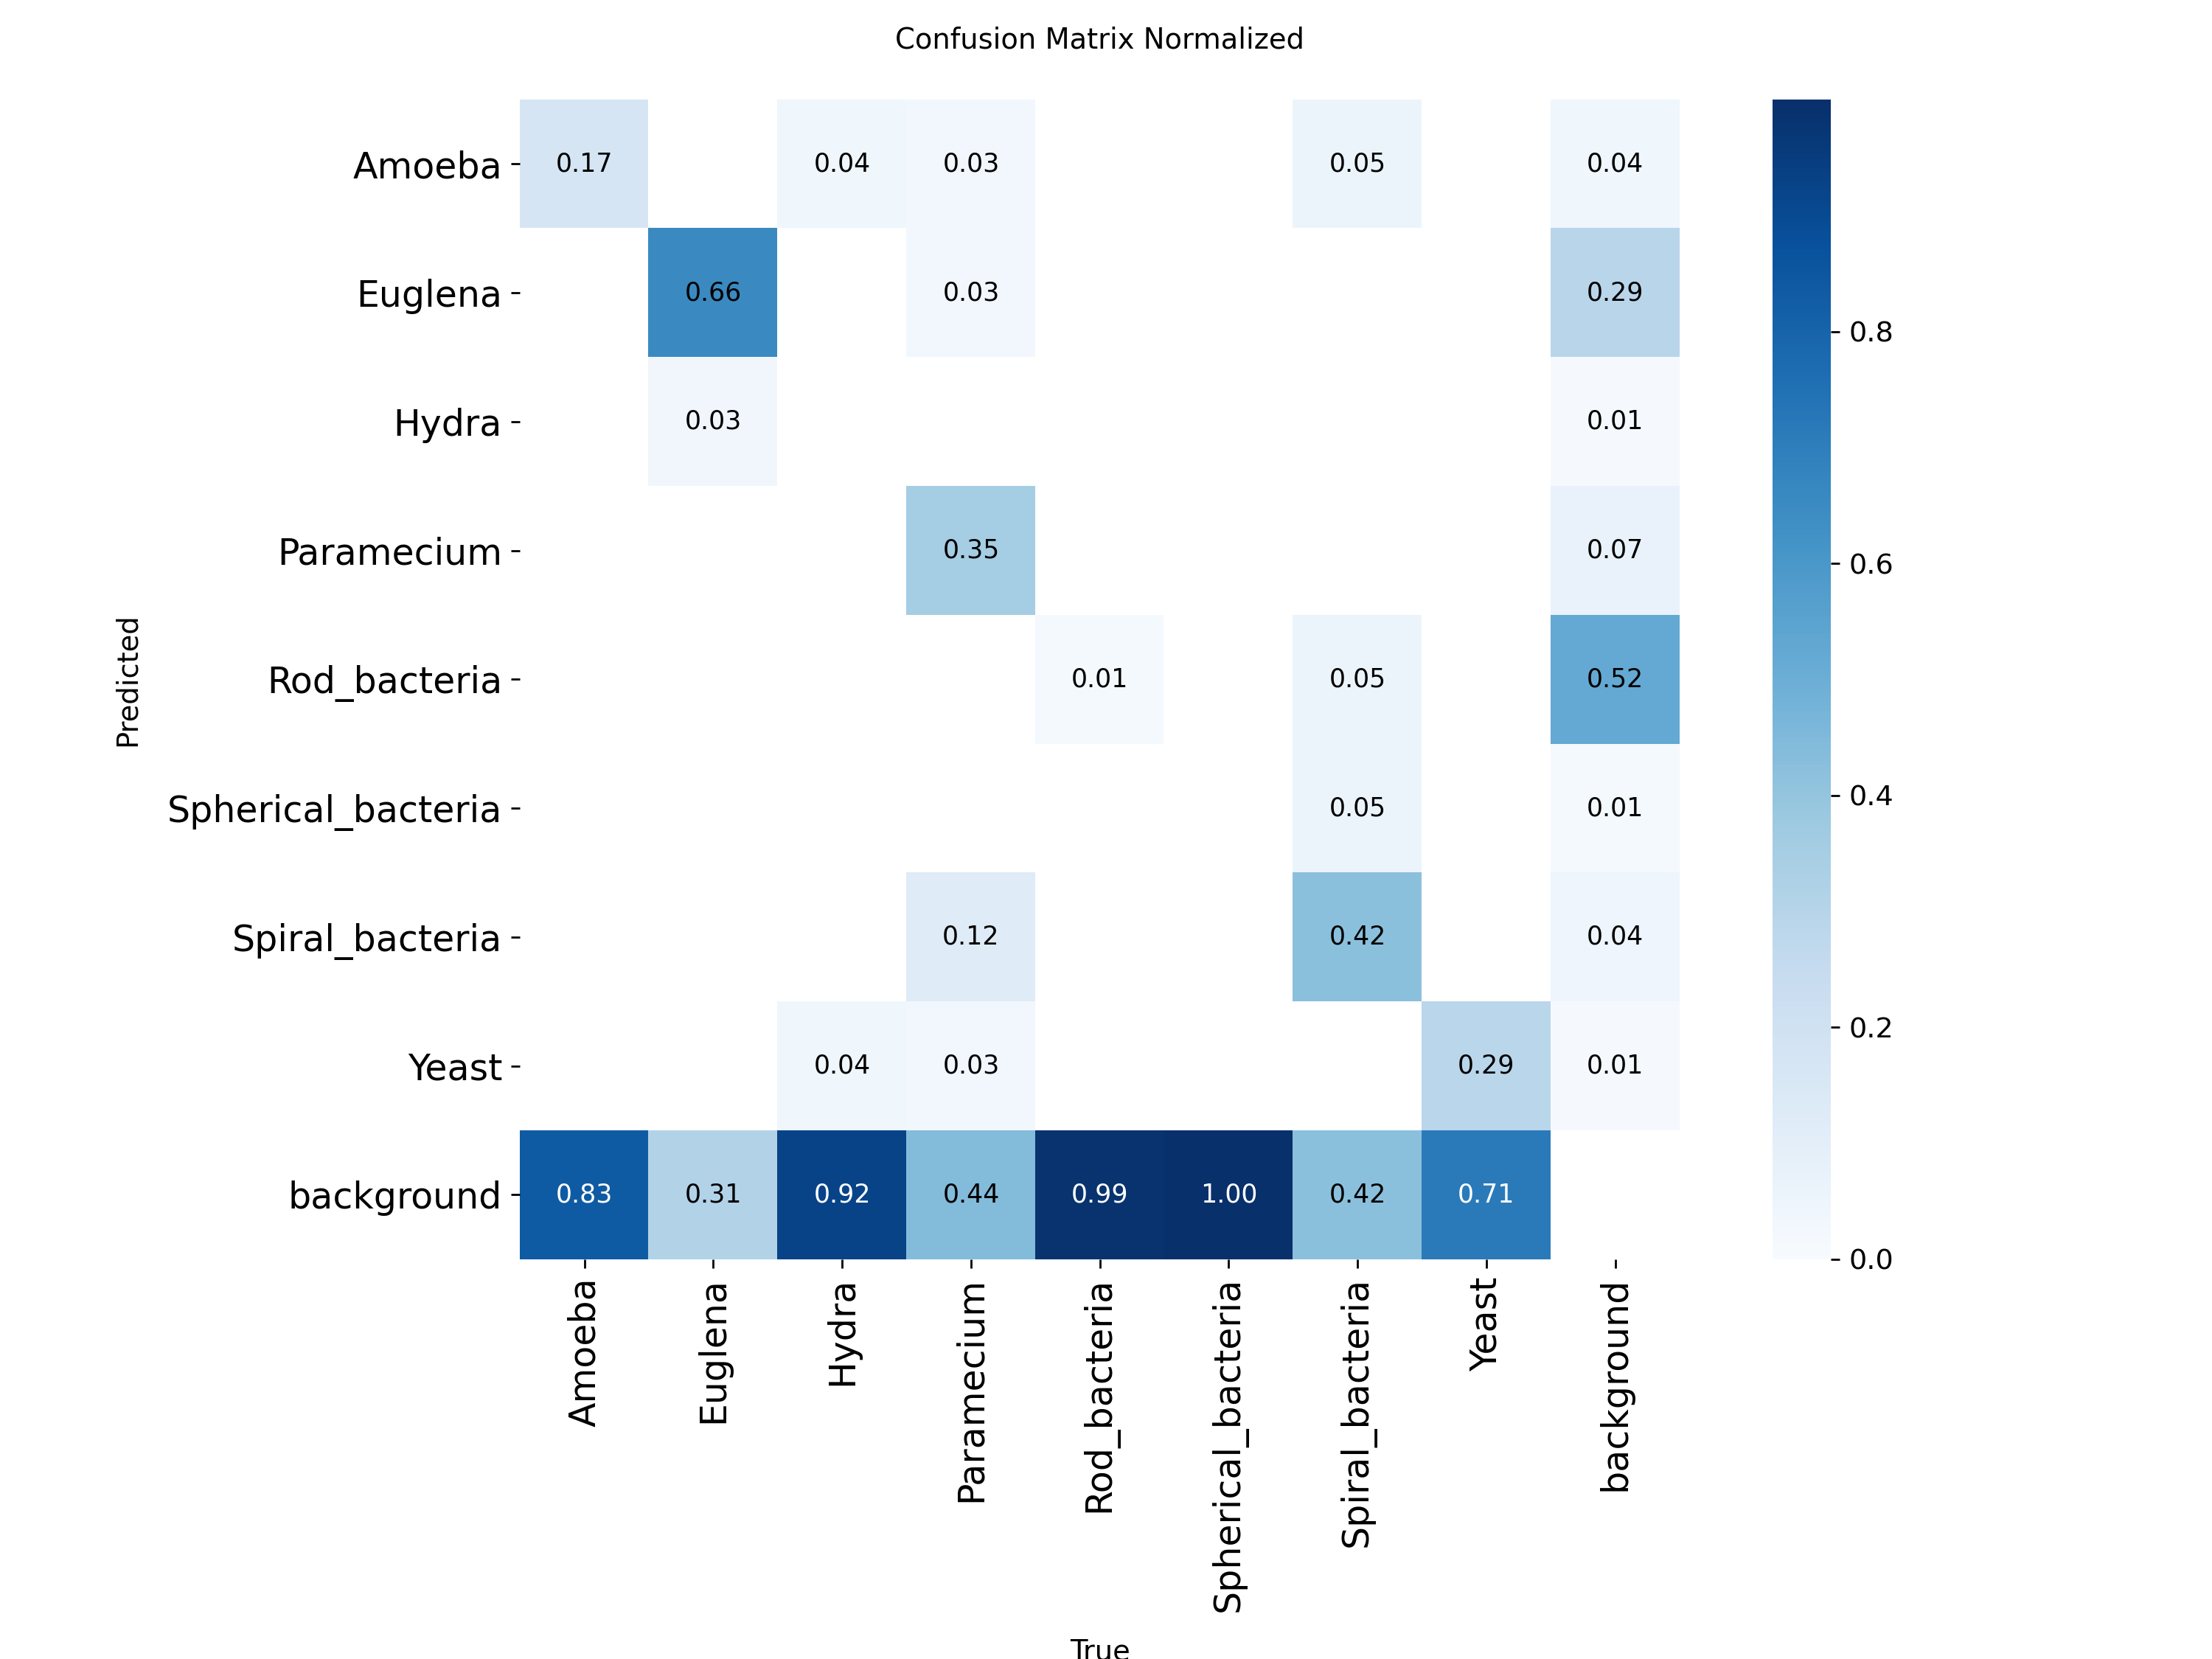 Confusion Matrix Normalized
Amoeba 0.17 0.04 0.03 0.05 0.04
Euglena 0.66 0.03 0.29
0.8
Hydra 0.03 0.01
0.6
Paramecium 0.35 0.07
Predicted
Rod_bacteria 0.01 0.05 0.52
0.4
Spherical_bacteria 0.05 0.01
Spiral_bacteria 0.12 0.42 0.04
0.2
Yeast 0.04 0.03 0.29 0.01
background 0.83 0.31 0.92 0.44 0.99 1.00 0.42 0.71
0.0
Amoeba
Euglena
Hydra
Paramecium
Rod_bacteria
Spherical_bacteria
Spiral_bacteria
Yeast
background
True